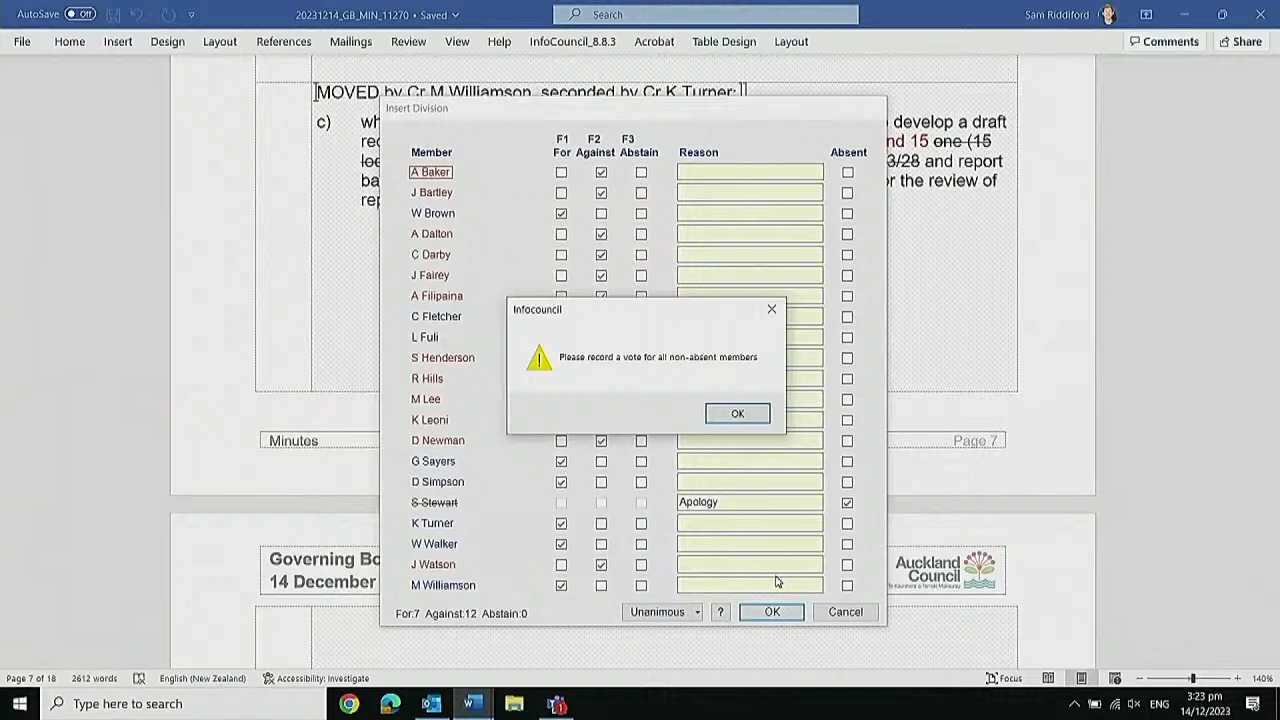 AutoSave Off 20231214_GB_MIN_11270 • Saved Search Sam Riddiford
File Home Insert Design Layout References Mailings Review View Help InfoCouncil_8.8.3 Acrobat Table Design Layout Comments Share
MOVED by Cr M Williamson, seconded by Cr K Turner:
Insert Division
c) develop a draft
nd 15 one (15
3/28 and report
or the review of
F1 F2 F3
Member For Against Abstain Reason Absent
A Baker
J Bartley
W Brown
A Dalton
C Darby
J Fairey
A Filipaina
C Fletcher
L Fuli
S Henderson
R Hills
M Lee
K Leoni
D Newman
G Sayers
D Simpson
S Stewart Apology
K Turner
W Walker
J Watson
M Williamson
For:7 Against:12 Abstain:0 Unanimous ? OK Cancel
Infocouncil
Please record a vote for all non-absent members
OK
Minutes Page 7
Governing Bo
14 December
Auckland
Council
Page 7 of 18 2612 words English (New Zealand) Accessibility: Investigate Focus 140%
Type here to search ENG 3:23 pm
14/12/2023